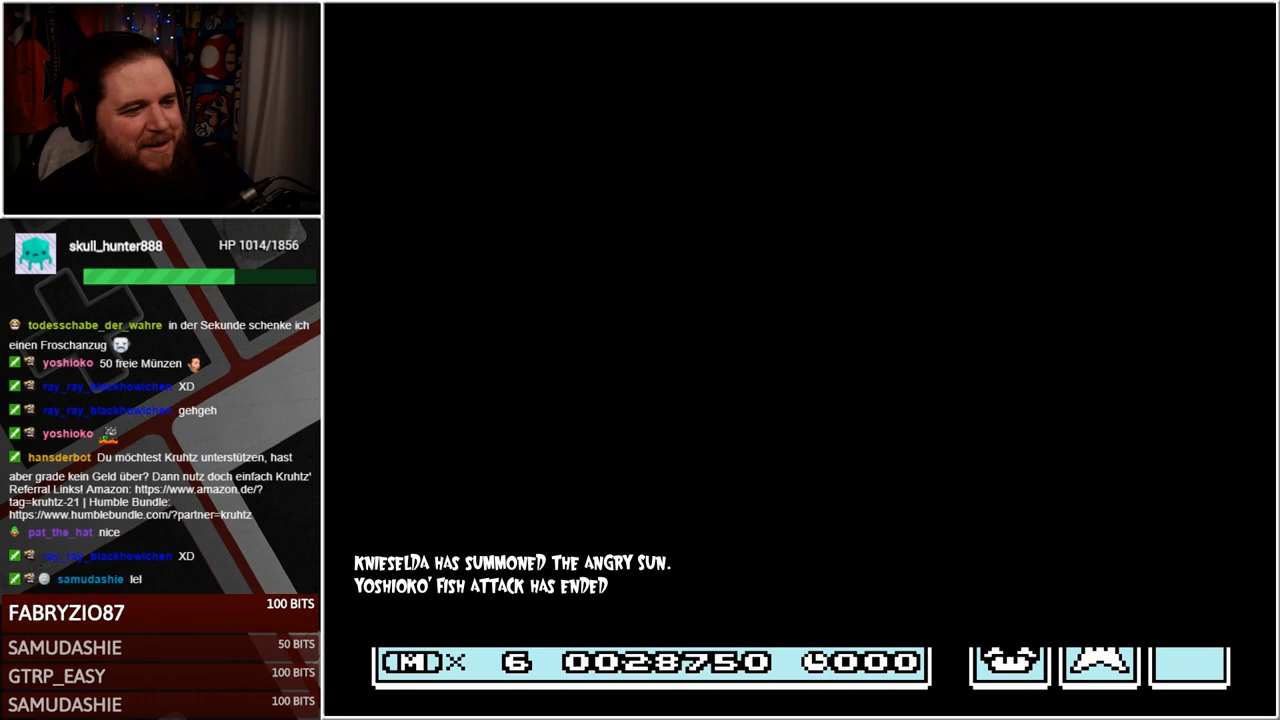 skull_hunter888 HP 1014/1856
todesschabe_der_wahre in der Sekunde schenke ich
einen Froschanzug
yoshioko 50 freie Münzen
ray_ray_blackhowlchen XD
ray_ray_blackhowlchen gehgeh
yoshioko
hansderbot Du möchtest Kruhtz unterstützen, hast
aber grade kein Geld über? Dann nutz doch einfach Kruhtz'
Referral Links! Amazon: https://www.amazon.de/?
tag=kruhtz-21 | Humble Bundle:
https://www.humblebundle.com/?partner=kruhtz
pat_the_hat nice
ray_ray_blackhowlchen XD
samudashie lel
FABRYZIO87 100 BITS
SAMUDASHIE 50 BITS
GTRP_EASY 100 BITS
SAMUDASHIE 100 BITS
KNIESELDA HAS SUMMONED THE ANGRY SUN.
YOSHIOKO' FISH ATTACK HAS ENDED
M x 6 0028750 000